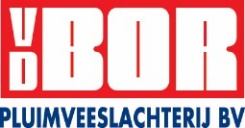 VD BOR
PLUIMVEESLACHTERIJ BV